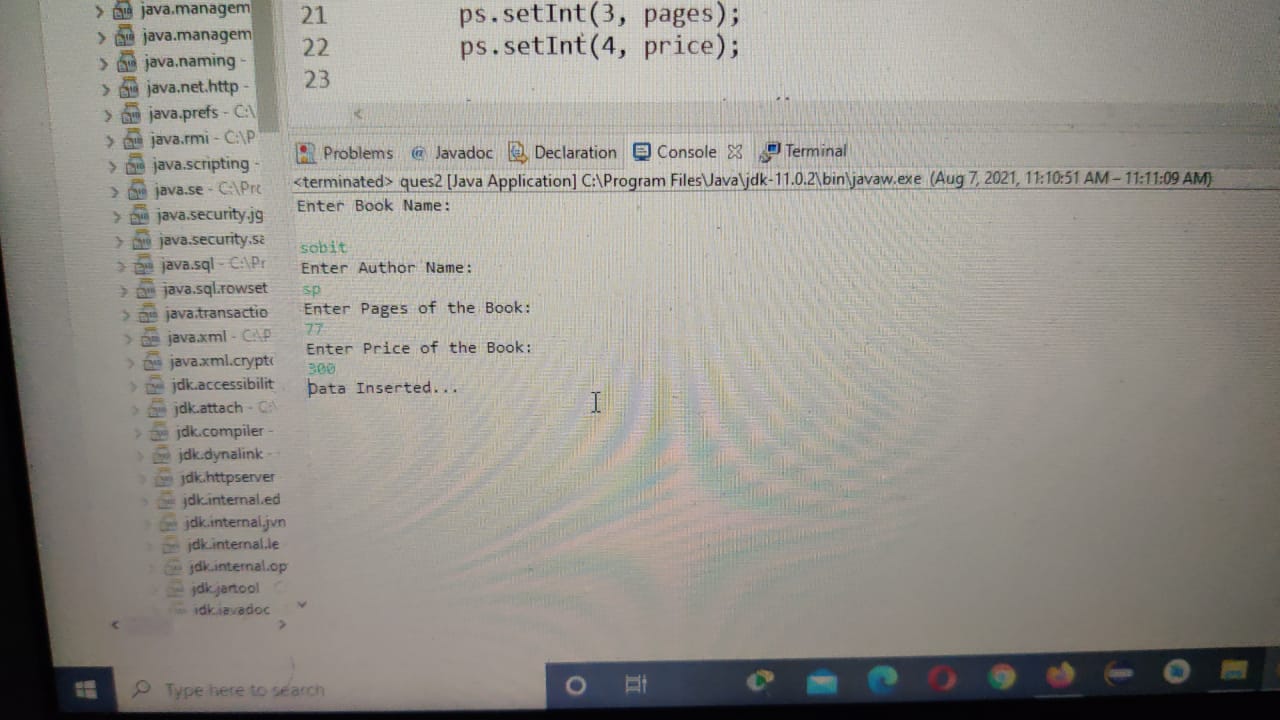 java.managem
java.managem
java.naming -
java.net.http -
java.prefs - C:\
java.rmi - C:\P
java.scripting -
java.se - C:\Prc
java.security.jg
java.security.sa
java.sql - C:\Pr
java.sql.rowset
java.transactio
java.xml - C:\P
java.xml.crypto
jdk.accessibilit
jdk.attach - C:\
jdk.compiler -
jdk.dynalink -
jdk.httpserver
jdk.internal.ed
jdk.internal.jvn
jdk.internal.le
jdk.internal.op
jdk.jartool
jdk.javadoc
21 ps.setInt(3, pages);
22 ps.setInt(4, price);
23
Problems @ Javadoc Declaration Console Terminal
<terminated> ques2 [Java Application] C:\Program Files\Java\jdk-11.0.2\bin\javaw.exe (Aug 7, 2021, 11:10:51 AM – 11:11:09 AM)
Enter Book Name:
sobit
Enter Author Name:
sp
Enter Pages of the Book:
77
Enter Price of the Book:
300
Data Inserted...
Type here to search